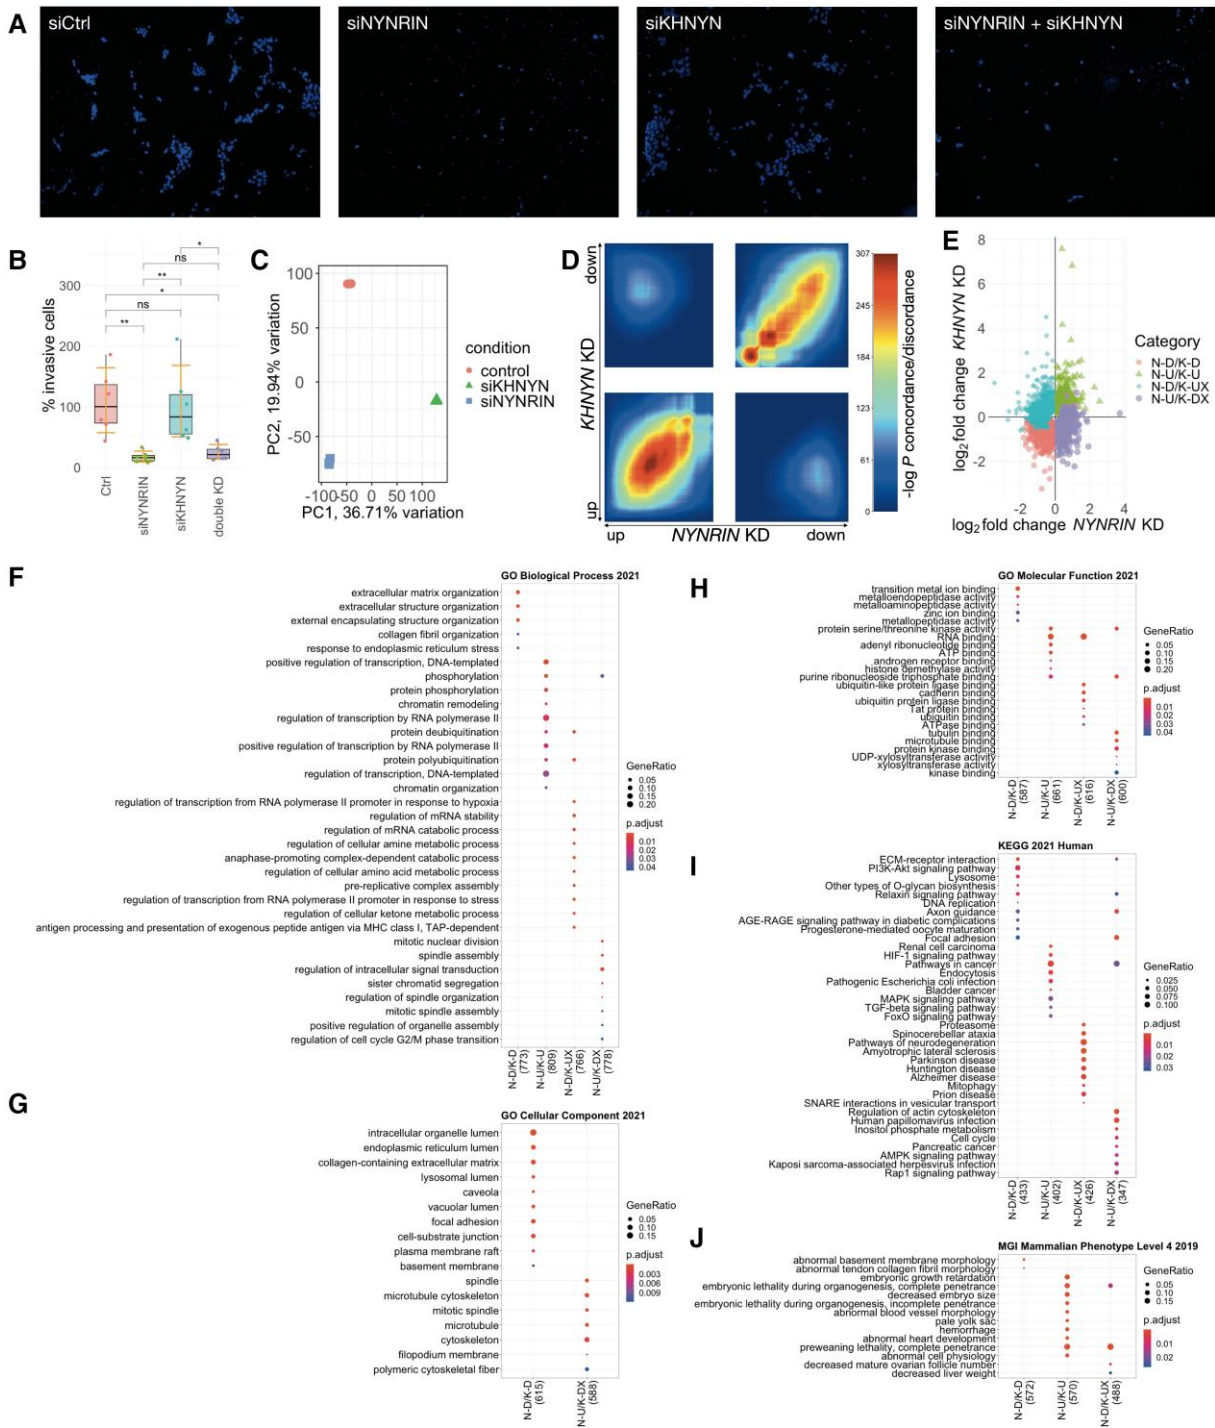 A
siCtrl
siNYNRIN
siKHNYN
siNYNRIN + siKHNYN
B
% invasive cells
300
200
100
0
*
ns
**
*
ns
**
Ctrl
siNYNRIN
siKHNYN
double KD
C
PC2, 19.94% variation
100
50
0
-50
-100
-50
0
50
100
PC1, 36.71% variation
condition
control
siKHNYN
siNYNRIN
D
down
KHNYN KD
up
up
NYNRIN KD
down
307
283
184
123
61
0
-log P concordance/discordance
E
log2 fold change KHNYN KD
8
6
4
2
0
-2
-2
0
2
4
log2 fold change NYNRIN KD
Category
N-D/K-D
N-U/K-U
N-D/K-UX
N-U/K-DX
F
GO Biological Process 2021
extracellular matrix organization
extracellular structure organization
external encapsulating structure organization
collagen fibril organization
response to endoplasmic reticulum stress
positive regulation of transcription, DNA-templated
phosphorylation
protein phosphorylation
chromatin remodeling
regulation of transcription by RNA polymerase II
protein deubiquitination
positive regulation of transcription by RNA polymerase II
protein polyubiquitination
regulation of transcription, DNA-templated
chromatin organization
regulation of transcription from RNA polymerase II promoter in response to hypoxia
regulation of mRNA stability
regulation of mRNA catabolic process
regulation of cellular amine metabolic process
anaphase-promoting complex-dependent catabolic process
regulation of cellular amino acid metabolic process
pre-replicative complex assembly
regulation of transcription from RNA polymerase II promoter in response to stress
regulation of cellular ketone metabolic process
antigen processing and presentation of exogenous peptide antigen via MHC class I, TAP-dependent
mitotic nuclear division
spindle assembly
regulation of intracellular signal transduction
sister chromatid segregation
regulation of spindle organization
mitotic spindle assembly
positive regulation of organelle assembly
regulation of cell cycle G2/M phase transition
N-D/K-D
(773)
N-U/K-U
(809)
N-D/K-UX
(766)
N-U/K-DX
(778)
GeneRatio
0.05
0.10
0.15
0.20
p.adjust
0.01
0.02
0.03
0.04
G
GO Cellular Component 2021
intracellular organelle lumen
endoplasmic reticulum lumen
collagen-containing extracellular matrix
lysosomal lumen
caveola
vacuolar lumen
focal adhesion
cell-substrate junction
plasma membrane raft
basement membrane
spindle
microtubule cytoskeleton
mitotic spindle
microtubule
cytoskeleton
filopodium membrane
polymeric cytoskeletal fiber
N-D/K-D
(615)
N-U/K-DX
(588)
GeneRatio
0.05
0.10
0.15
p.adjust
0.003
0.006
0.009
H
GO Molecular Function 2021
transition metal ion binding
metalloendopeptidase activity
metalloaminopeptidase activity
zinc ion binding
metallopeptidase activity
protein serine/threonine kinase activity
RNA binding
adenyl ribonucleotide binding
ATP binding
androgen receptor binding
histone demethylase activity
purine ribonucleoside triphosphate binding
ubiquitin-like protein ligase binding
cadherin binding
ubiquitin protein ligase binding
Tat protein binding
ubiquitin binding
ATPase binding
tubulin binding
microtubule binding
protein kinase binding
UDP-xylosyltransferase activity
xylosyltransferase activity
kinase binding
N-D/K-D
(587)
N-U/K-U
(661)
N-D/K-UX
(616)
N-U/K-DX
(600)
GeneRatio
0.05
0.10
0.15
0.20
p.adjust
0.01
0.02
0.03
0.04
I
KEGG 2021 Human
ECM-receptor interaction
PI3K-Akt signaling pathway
Lysosome
Other types of O-glycan biosynthesis
Relaxin signaling pathway
DNA replication
Axon guidance
AGE-RAGE signaling pathway in diabetic complications
Progesterone-mediated oocyte maturation
Focal adhesion
Renal cell carcinoma
HIF-1 signaling pathway
Pathways in cancer
Endocytosis
Pathogenic Escherichia coli infection
Bladder cancer
MAPK signaling pathway
TGF-beta signaling pathway
FoxO signaling pathway
Proteasome
Spinocerebellar ataxia
Pathways of neurodegeneration
Amyotrophic lateral sclerosis
Parkinson disease
Huntington disease
Alzheimer disease
Mitophagy
Prion disease
SNARE interactions in vesicular transport
Regulation of actin cytoskeleton
Human papillomavirus infection
Inositol phosphate metabolism
Cell cycle
Pancreatic cancer
AMPK signaling pathway
Kaposi sarcoma-associated herpesvirus infection
Rap1 signaling pathway
N-D/K-D
(433)
N-U/K-U
(402)
N-D/K-UX
(426)
N-U/K-DX
(347)
GeneRatio
0.025
0.050
0.075
0.100
p.adjust
0.01
0.02
0.03
J
MGI Mammalian Phenotype Level 4 2019
abnormal basement membrane morphology
abnormal tendon collagen fibril morphology
embryonic growth retardation
embryonic lethality during organogenesis, complete penetrance
decreased embryo size
embryonic lethality during organogenesis, incomplete penetrance
abnormal blood vessel morphology
pale yolk sac
hemorrhage
abnormal heart development
preweaning lethality, complete penetrance
abnormal cell physiology
decreased mature ovarian follicle number
decreased liver weight
N-D/K-D
(572)
N-U/K-U
(570)
N-D/K-UX
(488)
GeneRatio
0.05
0.10
0.15
p.adjust
0.01
0.02